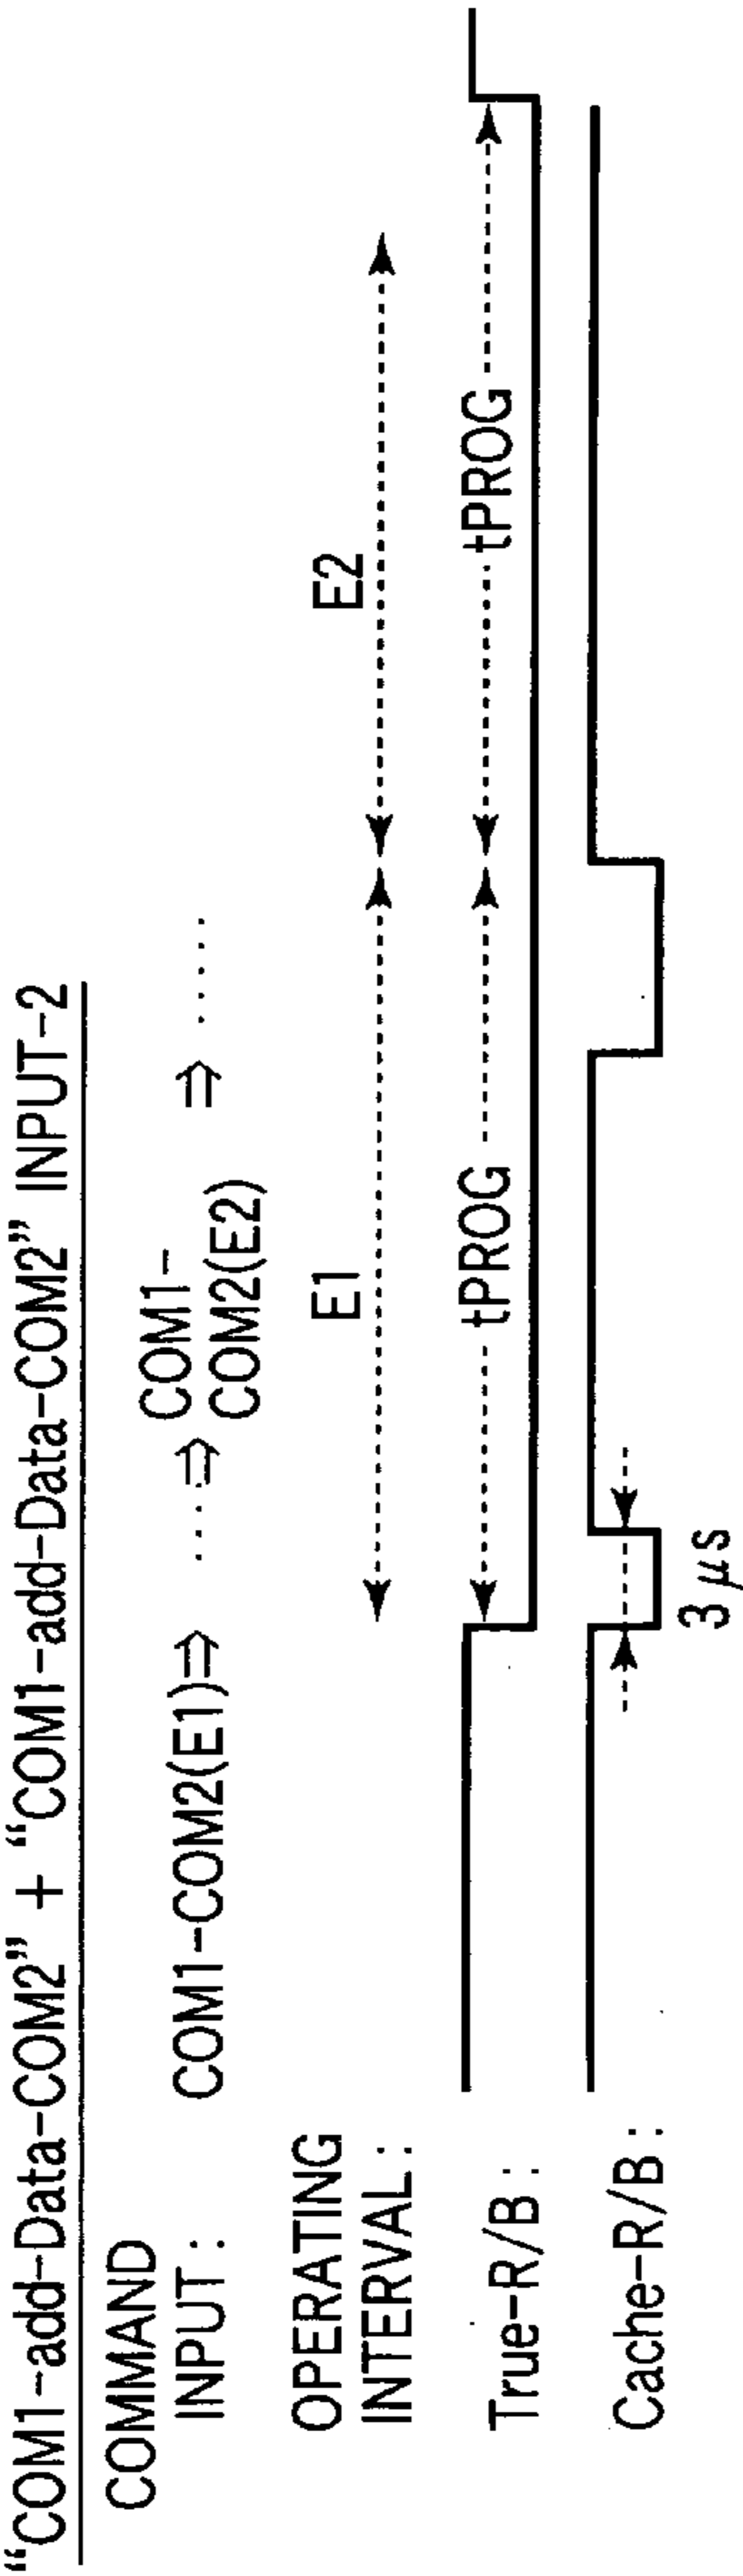 “COM1-add-Data-COM2” + “COM1-add-Data-COM2” INPUT-2
COMMAND
INPUT :
COM1-COM2(E1)⇒ ‥‥⇒ COM1-
COM2(E2) ⇒ ‥‥‥
OPERATING
INTERVAL :
E1
E2
True-R/B :
tPROG
tPROG
Cache-R/B :
3 μs